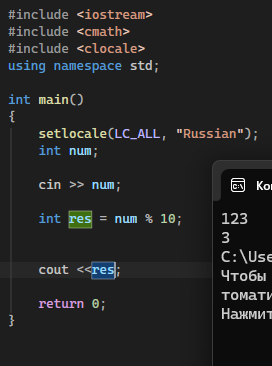 #include <iostream>
#include <cmath>
#include <clocale>
using namespace std;
int main()
{
setlocale(LC_ALL, "Russian");
int num;
cin >> num;
int res = num % 10;
cout <<res;
return 0;
}
123
3
C:\Use
Чтобы
томати
Нажмит